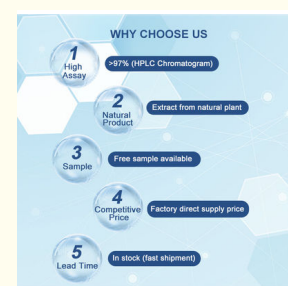 WHY CHOOSE US
1
High
Assay
>97% (HPLC Chromatogram)
2
Natural
Product
Extract from natural plant
3
Sample
Free sample available
4
Competitive
Price
Factory direct supply price
5
Lead Time
In stock (fast shipment)